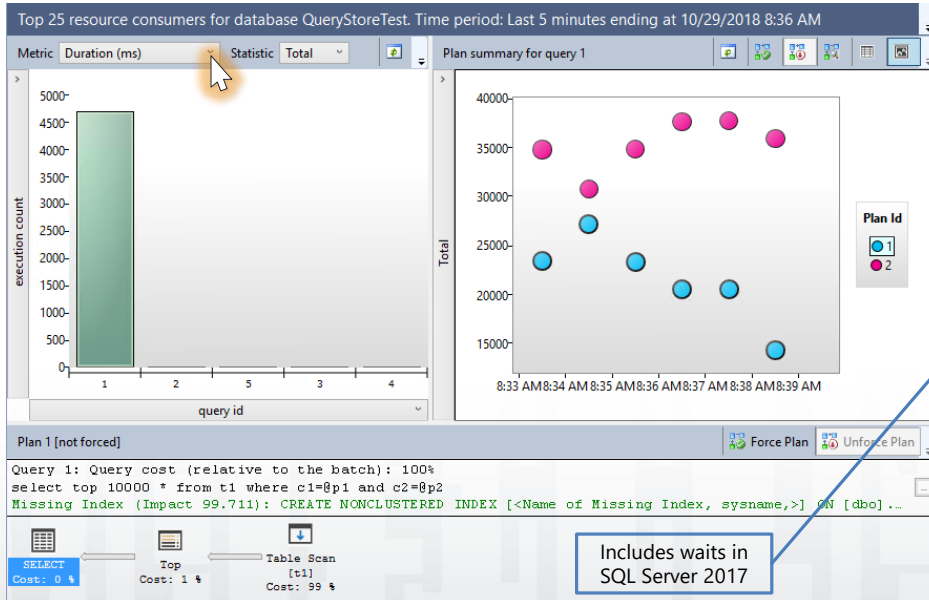 Top 25 resource consumers for database QueryStoreTest. Time period: Last 5 minutes ending at 10/29/2018 8:36 AM
Metric Duration (ms) Statistic Total
Plan summary for query 1
execution count
5000
4500
4000
3500
3000
2500
2000
1500
1000
500
0
1 2 5 3 4
query id
Total
40000
35000
30000
25000
20000
15000
8:33 AM 8:34 AM 8:35 AM 8:36 AM 8:37 AM 8:38 AM 8:39 AM
Plan Id
1
2
Plan 1 [not forced]
Force Plan
Unforce Plan
Query 1: Query cost (relative to the batch): 100%
select top 10000 * from t1 where c1=@p1 and c2=@p2
Missing Index (Impact 99.711): CREATE NONCLUSTERED INDEX [<Name of Missing Index, sysname,>] ON [dbo]....
SELECT
Cost: 0 %
Top
Cost: 1 %
Table Scan
[t1]
Cost: 99 %
Includes waits in
SQL Server 2017